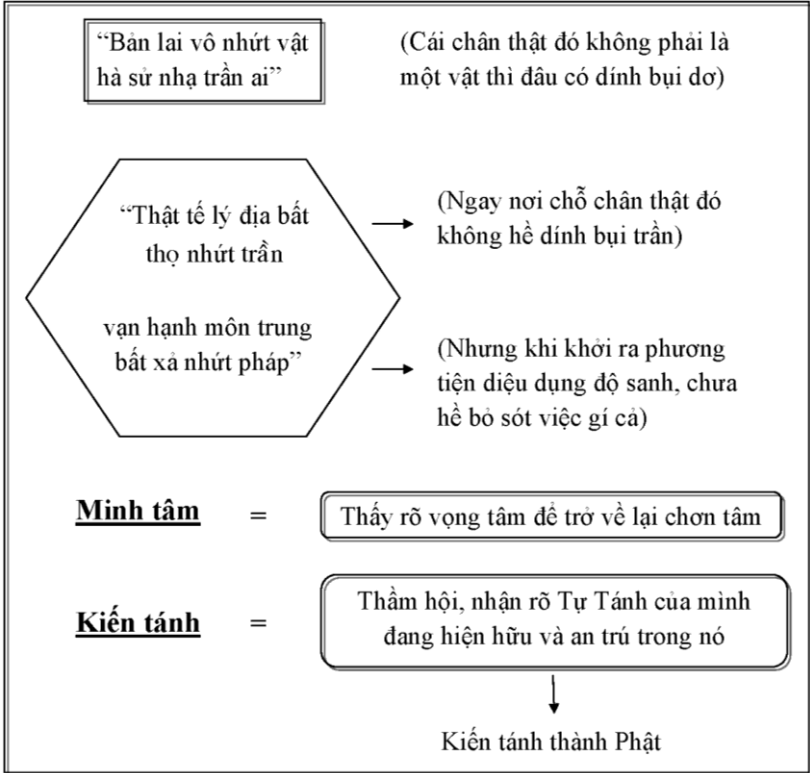 “Bản lai vô nhứt vật
hà sử nhạ trần ai”
(Cái chân thật đó không phải là
một vật thì đâu có dính bụi dơ)
“Thật tế lý địa bất
thọ nhứt trần
vạn hạnh môn trung
bất xả nhứt pháp”
(Ngay nơi chỗ chân thật đó
không hề dính bụi trần)
(Nhưng khi khởi ra phương
tiện diệu dụng độ sanh, chưa
hề bỏ sót việc gí cả)
Minh tâm = Thấy rõ vọng tâm để trở về lại chơn tâm
Kiến tánh = Thầm hội, nhận rõ Tự Tánh của mình
đang hiện hữu và an trú trong nó
Kiến tánh thành Phật